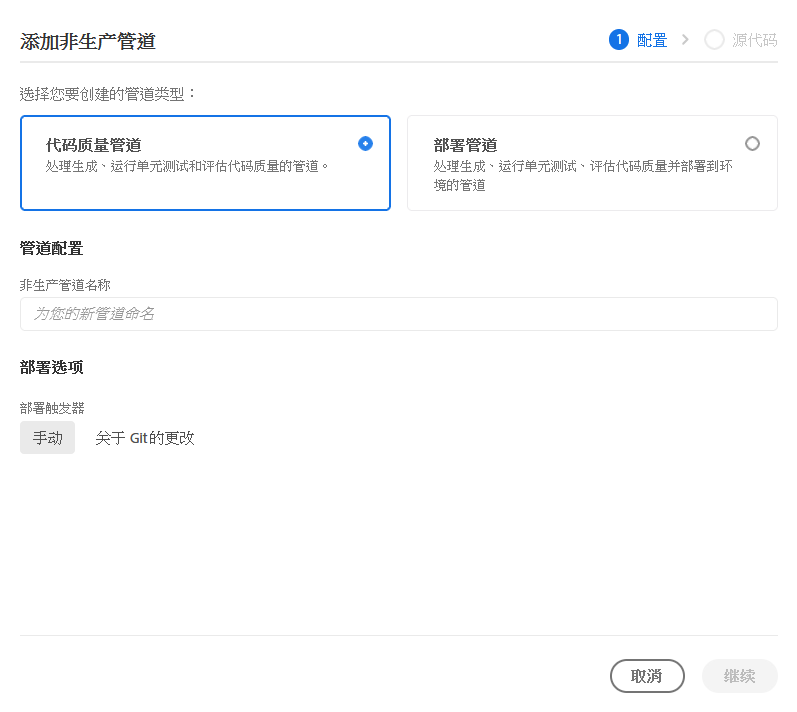 添加非生产管道
1 配置
源代码
选择您要创建的管道类型：
代码质量管道
处理生成、运行单元测试和评估代码质量的管道。
部署管道
处理生成、运行单元测试、评估代码质量并部署到环
境的管道
管道配置
非生产管道名称
为您的新管道命名
部署选项
部署触发器
手动
关于 Git 的更改
取消
继续